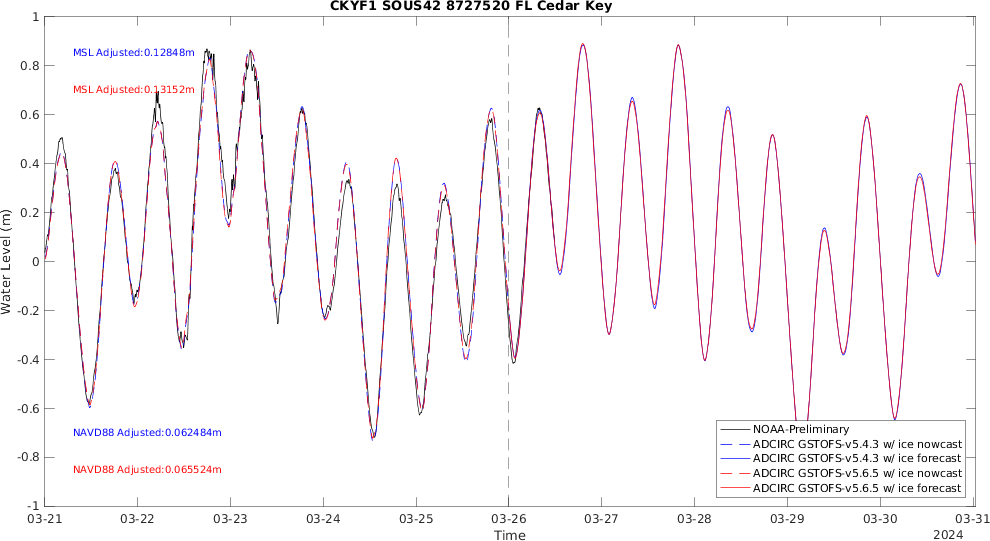 CKYF1 SOUS42 8727520 FL Cedar Key
1
0.8
0.6
0.4
0.2
0
-0.2
-0.4
-0.6
-0.8
-1
Water Level (m)
MSL Adjusted:0.12848m
MSL Adjusted:0.13152m
NAVD88 Adjusted:0.062484m
NAVD88 Adjusted:0.065524m
NOAA-Preliminary
ADCIRC GSTOFS-v5.4.3 w/ ice nowcast
ADCIRC GSTOFS-v5.4.3 w/ ice forecast
ADCIRC GSTOFS-v5.6.5 w/ ice nowcast
ADCIRC GSTOFS-v5.6.5 w/ ice forecast
03-21 03-22 03-23 03-24 03-25 03-26 03-27 03-28 03-29 03-30 03-31
Time
2024